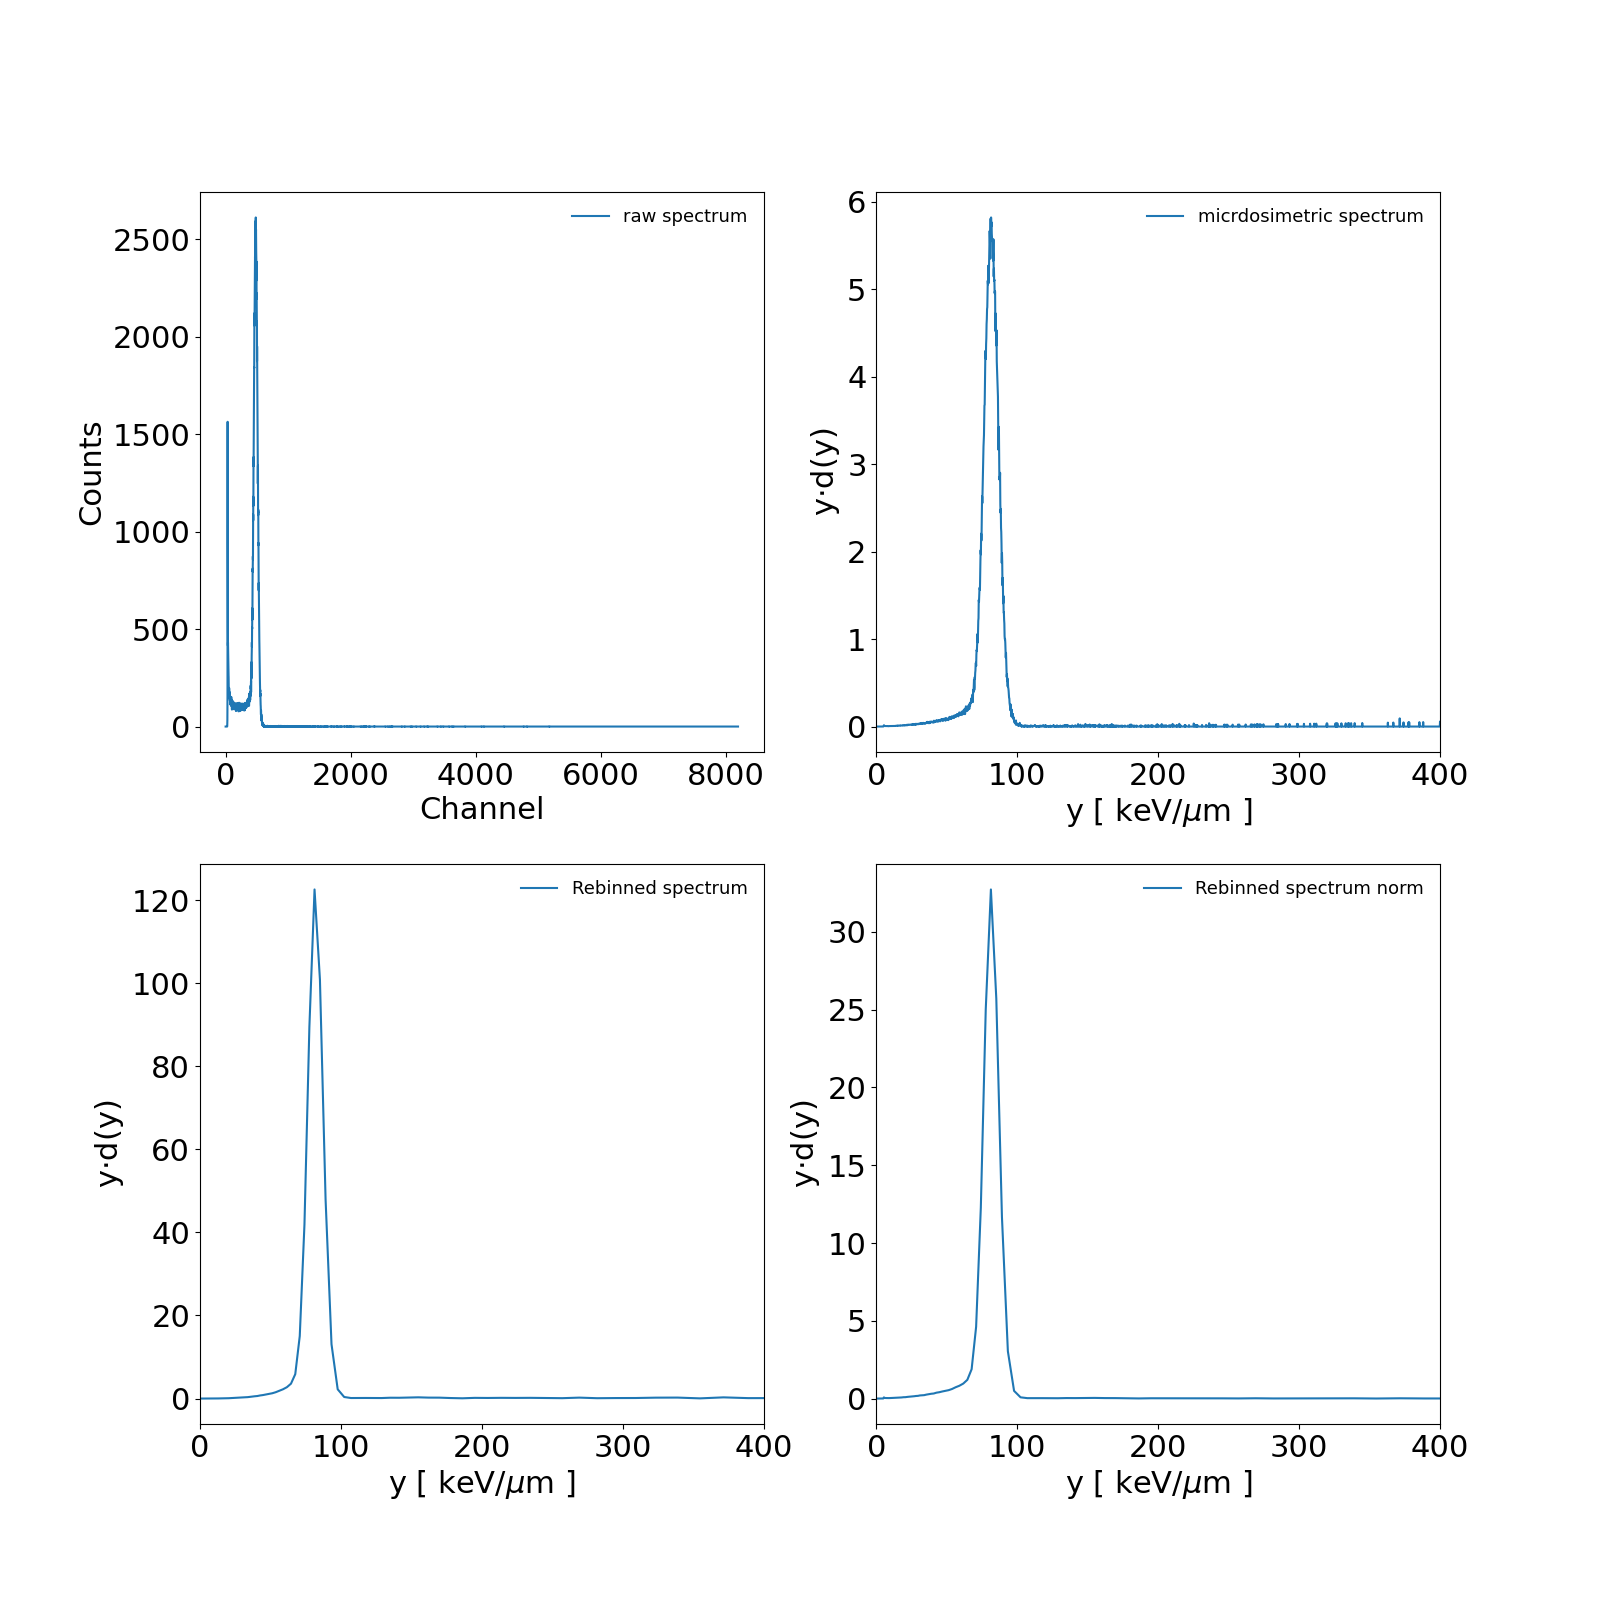 raw spectrum
2500
2000
1500
1000
500
0
Counts
0 2000 4000 6000 8000
Channel
micrdosimetric spectrum
6
5
4
3
2
1
0
y·d(y)
0 100 200 300 400
y [ keV/μm ]
Rebinned spectrum
120
100
80
60
40
20
0
y·d(y)
0 100 200 300 400
y [ keV/μm ]
Rebinned spectrum norm
30
25
20
15
10
5
0
y·d(y)
0 100 200 300 400
y [ keV/μm ]